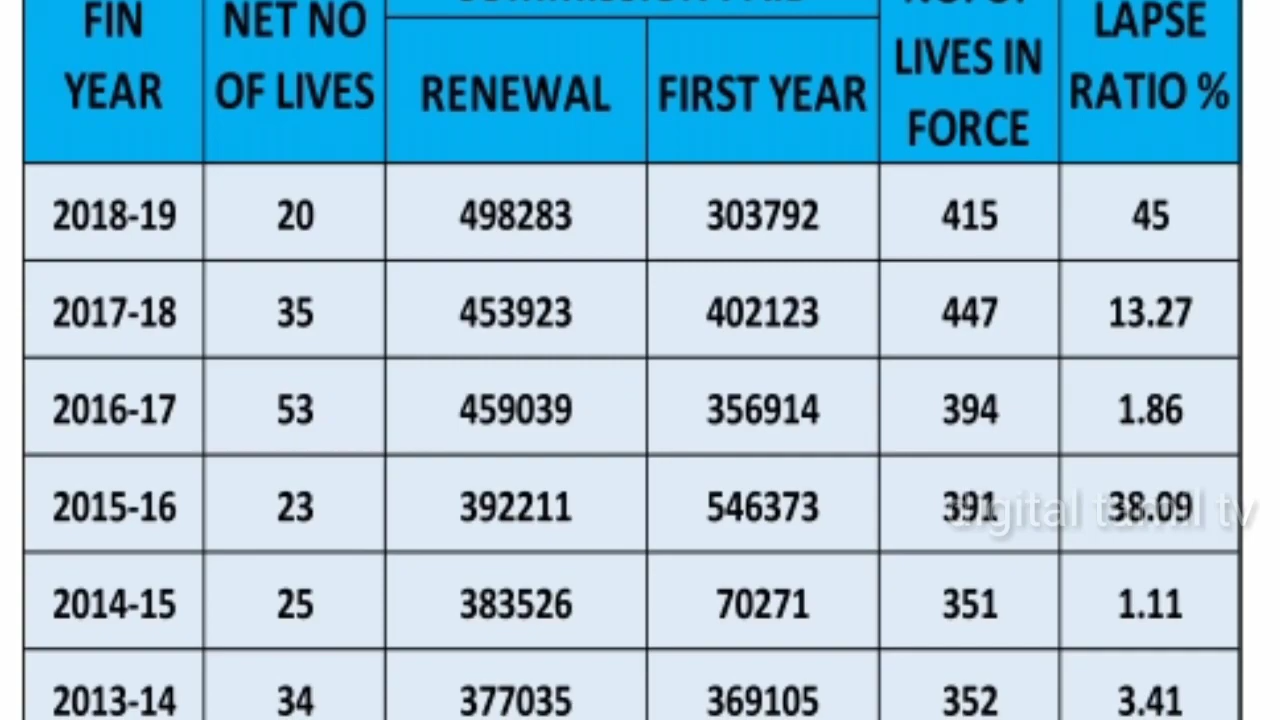 FIN YEAR
NET NO OF LIVES
RENEWAL
FIRST YEAR
LIVES IN FORCE
LAPSE RATIO %
2018-19 20 498283 303792 415 45
2017-18 35 453923 402123 447 13.27
2016-17 53 459039 356914 394 1.86
2015-16 23 392211 546373 391 38.09
digital tamil tv
2014-15 25 383526 70271 351 1.11
2013-14 34 377035 369105 352 3.41